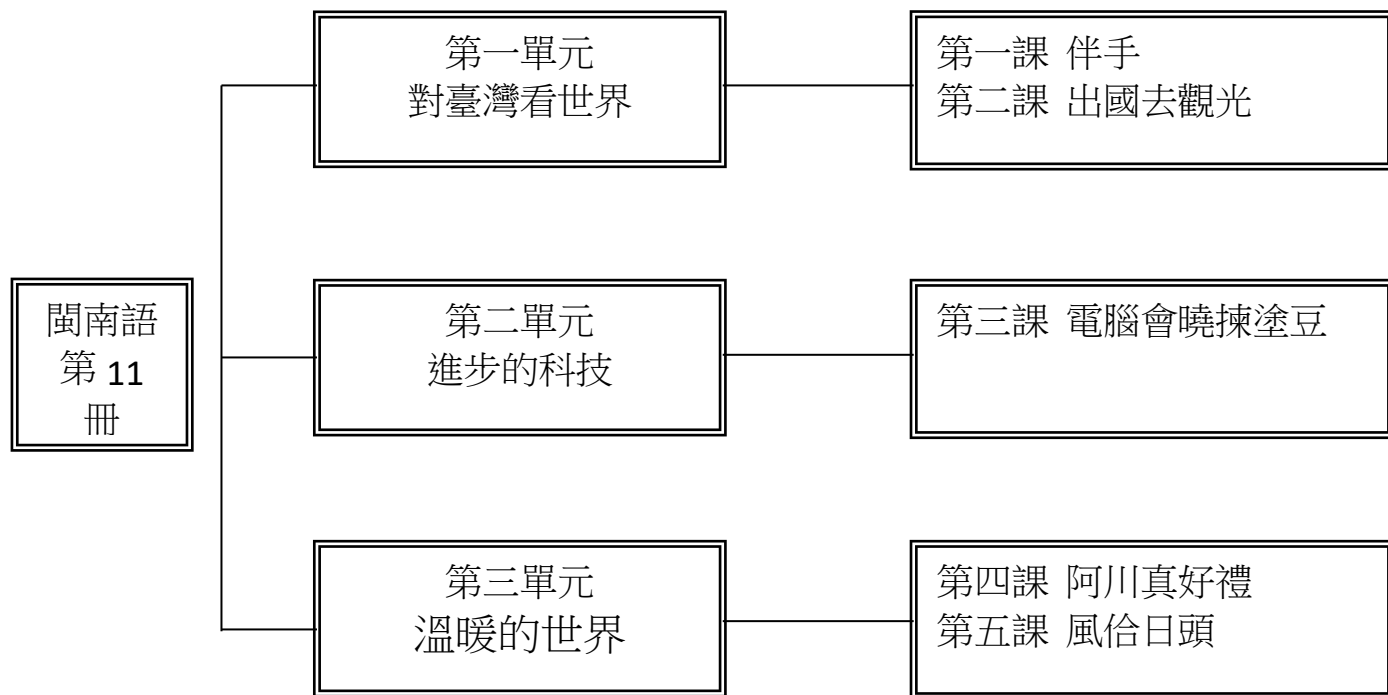 閩南語
第 11
冊
第一單元
對臺灣看世界
第一課 伴手
第二課 出國去觀光
第二單元
進步的科技
第三課 電腦會曉揀塗豆
第三單元
溫暖的世界
第四課 阿川真好禮
第五課 風佮日頭